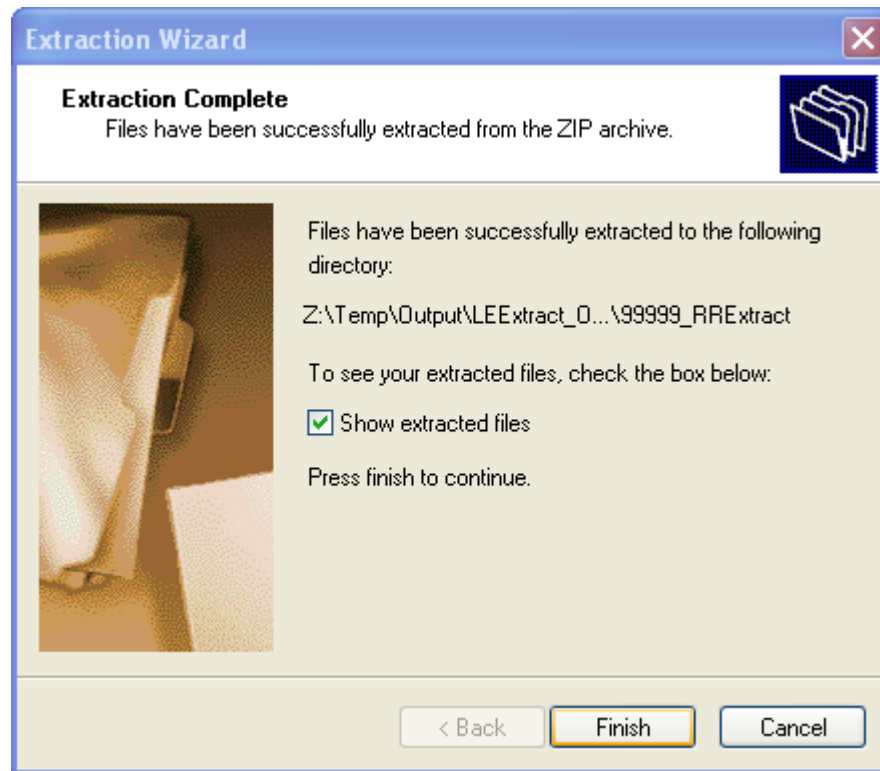 Extraction Wizard
Extraction Complete
Files have been successfully extracted from the ZIP archive.
Files have been successfully extracted to the following
directory:
Z:\Temp\Output\LEExtract_O...\99999_RRExtract
To see your extracted files, check the box below:
Show extracted files
Press finish to continue.
< Back Finish Cancel